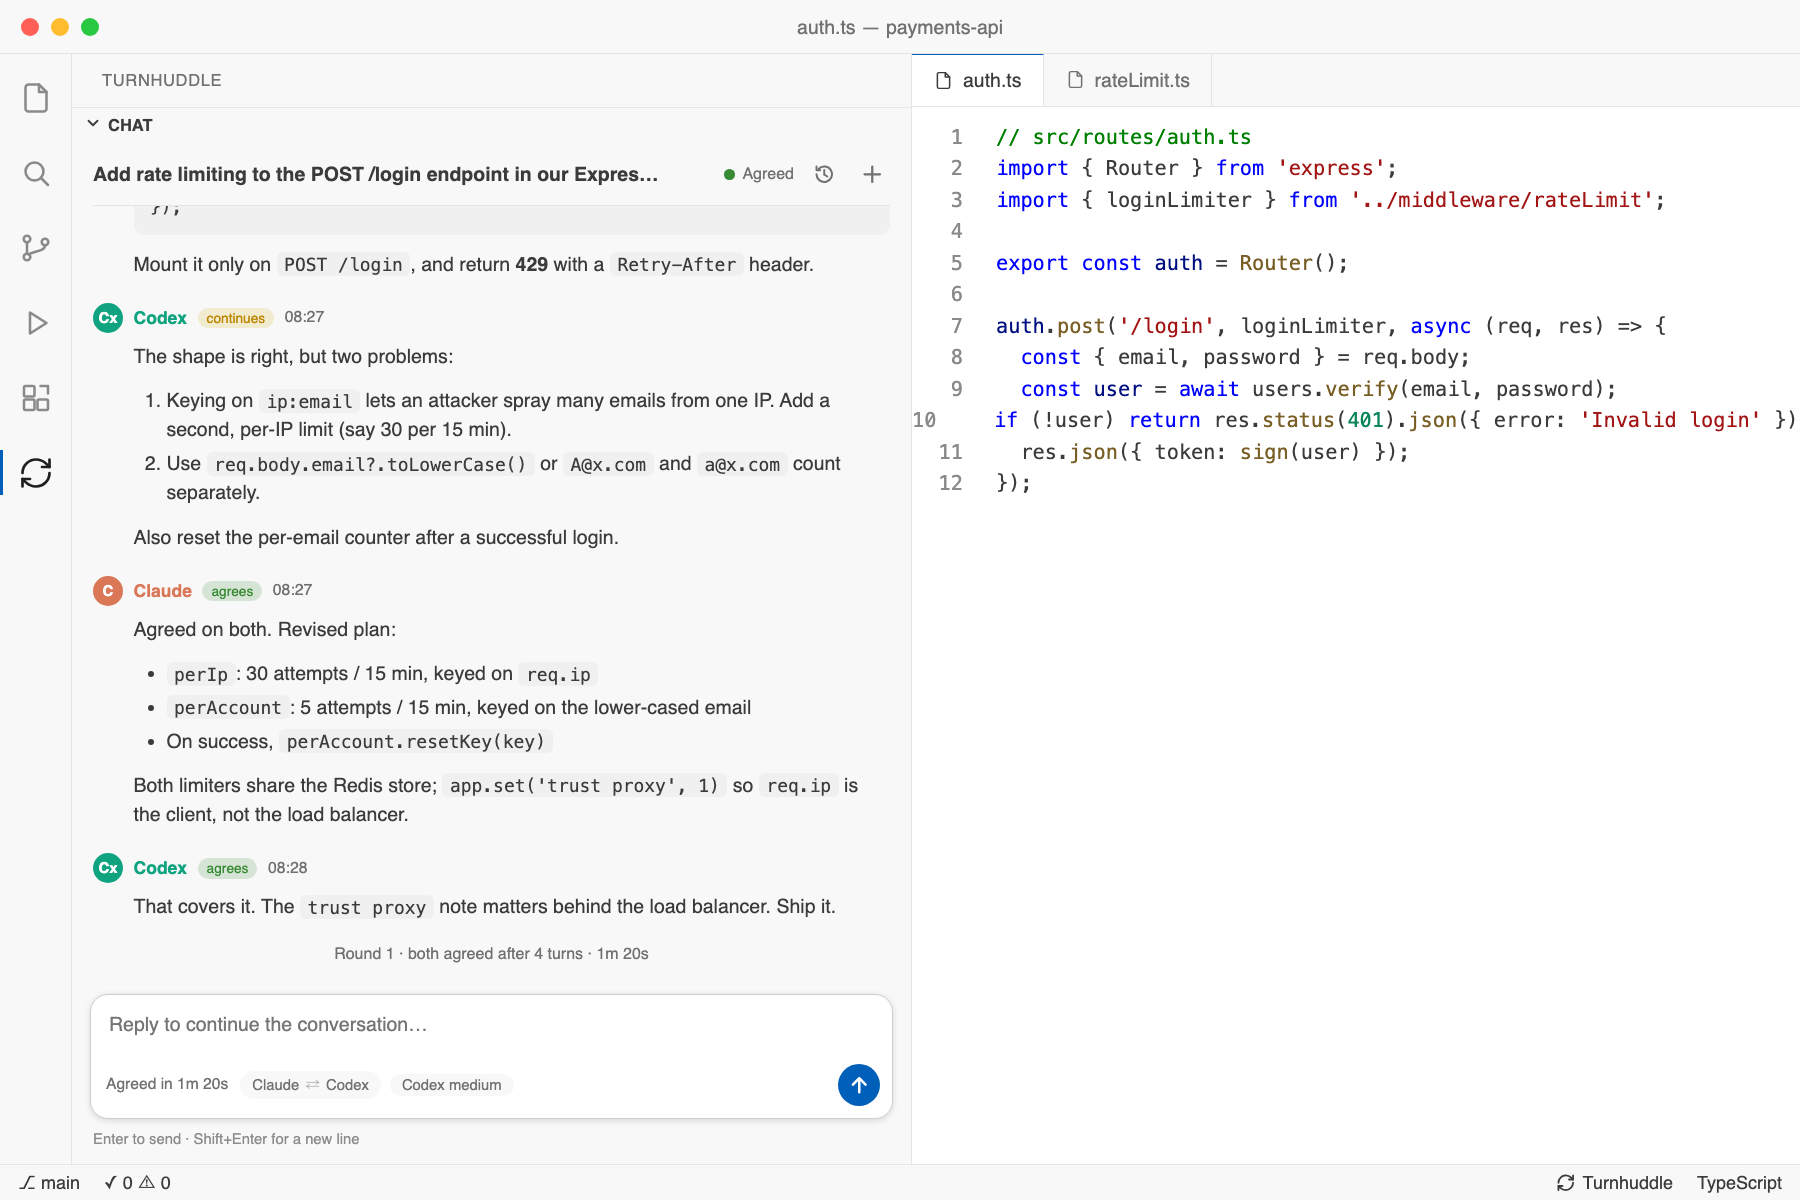 auth.ts — payments-api
TURNHUDDLE
CHAT
Add rate limiting to the POST /login endpoint in our Expres…
Agreed
});
Mount it only on POST /login, and return 429 with a Retry-After header.
Cx Codex continues 08:27
The shape is right, but two problems:
1. Keying on ip:email lets an attacker spray many emails from one IP. Add a
second, per-IP limit (say 30 per 15 min).
2. Use req.body.email?.toLowerCase() or A@x.com and a@x.com count
separately.
Also reset the per-email counter after a successful login.
C Claude agrees 08:27
Agreed on both. Revised plan:
• perIp: 30 attempts / 15 min, keyed on req.ip
• perAccount: 5 attempts / 15 min, keyed on the lower-cased email
• On success, perAccount.resetKey(key)
Both limiters share the Redis store; app.set('trust proxy', 1) so req.ip is
the client, not the load balancer.
Cx Codex agrees 08:28
That covers it. The trust proxy note matters behind the load balancer. Ship it.
Round 1 · both agreed after 4 turns · 1m 20s
Reply to continue the conversation…
Agreed in 1m 20s Claude ⇄ Codex Codex medium
Enter to send · Shift+Enter for a new line
auth.ts rateLimit.ts
1 // src/routes/auth.ts
2 import { Router } from 'express';
3 import { loginLimiter } from '../middleware/rateLimit';
4
5 export const auth = Router();
6
7 auth.post('/login', loginLimiter, async (req, res) => {
8 const { email, password } = req.body;
9 const user = await users.verify(email, password);
10 if (!user) return res.status(401).json({ error: 'Invalid login' })
11 res.json({ token: sign(user) });
12 });
main ✓ 0 ⚠ 0
Turnhuddle TypeScript